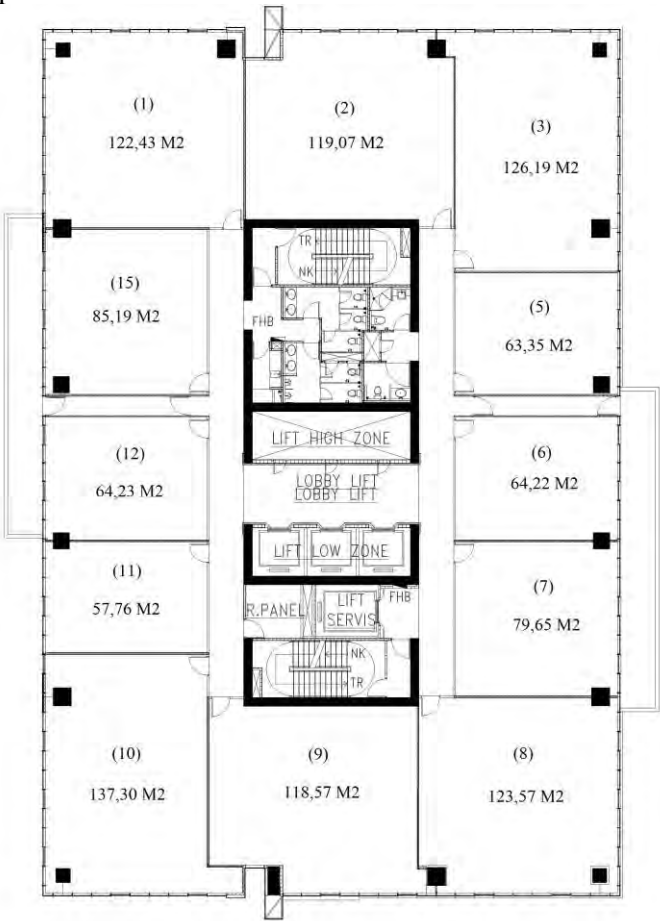 (1)
122,43 M2
(2)
119,07 M2
(3)
126,19 M2
TR
NK
(15)
85,19 M2
FHB
(5)
63,35 M2
LIFT HIGH ZONE
(12)
64,23 M2
LOBBY LIFT
LOBBY LIFT
(6)
64,22 M2
LIFT LOW ZONE
(11)
57,76 M2
R.PANEL
LIFT
SERVIS
FHB
(7)
79,65 M2
NK
TR
(10)
137,30 M2
(9)
118,57 M2
(8)
123,57 M2